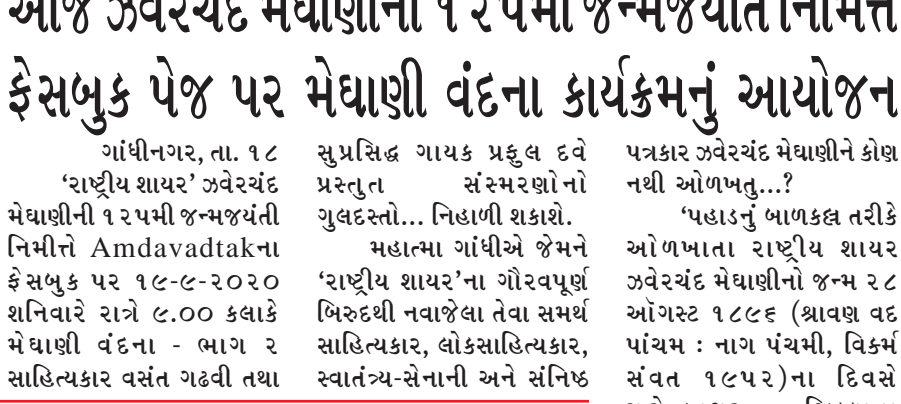 આજે ઝવેરચંદ મેઘાણીની ૧૨૫મી જન્મજયંતિ નિમિત્તે
ફેસબુક પેજ પર મેઘાણી વંદના કાર્યક્રમનું આયોજન
ગાંધીનગર, તા. ૧૮
‘રાષ્ટ્રીય શાયર’ ઝવેરચંદ
મેઘાણીની ૧૨૫મી જન્મજયંતી
નિમીત્તે Amdavadtakના
ફેસબુક પર ૧૯-૯-૨૦૨૦
શનિવારે રાત્રે ૯.૦૦ કલાકે
મેઘાણી વંદના - ભાગ ૨
સાહિત્યકાર વસંત ગઢવી તથા
સુપ્રસિદ્ધ ગાયક પ્રફુલ દવે
પ્રસ્તુત સંસ્મરણોનો
ગુલદસ્તો... નિહાળી શકાશે.
મહાત્મા ગાંધીએ જેમને
‘રાષ્ટ્રીય શાયર’ના ગૌરવપૂર્ણ
બિરુદથી નવાજેલા તેવા સમર્થ
સાહિત્યકાર, લોકસાહિત્યકાર,
સ્વાતંત્ર્ય-સેનાની અને સંનિષ્ઠ
પત્રકાર ઝવેરચંદ મેઘાણીને કોણ
નથી ઓળખતુ...?
‘પહાડનું બાળકહ્ન તરીકે
ઓળખાતા રાષ્ટ્રીય શાયર
ઝવેરચંદ મેઘાણીનો જન્મ ૨૮
ઑગસ્ટ ૧૮૯૬ (શ્રાવણ વદ
પાંચમ : નાગ પંચમી, વિક્રમ
સંવત ૧૯૫૨)ના દિવસે